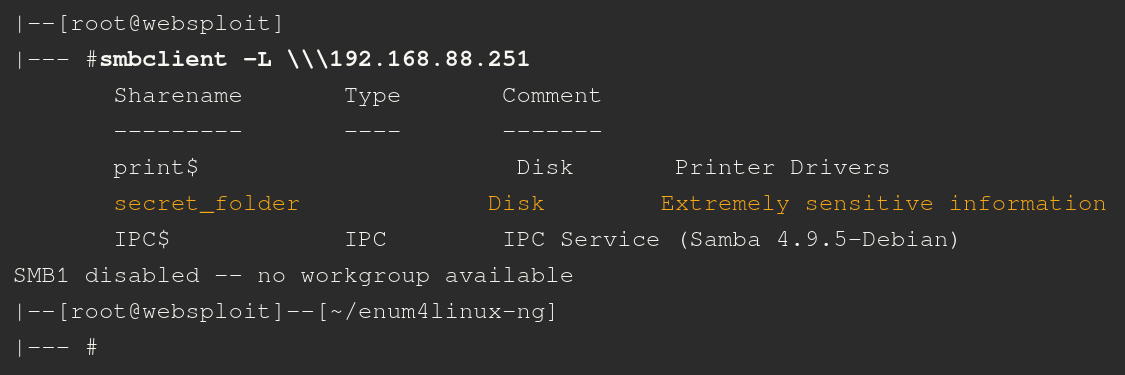 |--[root@websploit]
|--- #smbclient -L \\\192.168.88.251
Sharename Type Comment
--------- ---- -------
print$ Disk Printer Drivers
secret_folder Disk Extremely sensitive information
IPC$ IPC IPC Service (Samba 4.9.5-Debian)
SMB1 disabled -- no workgroup available
|--[root@websploit]--[~/enum4linux-ng]
|--- #